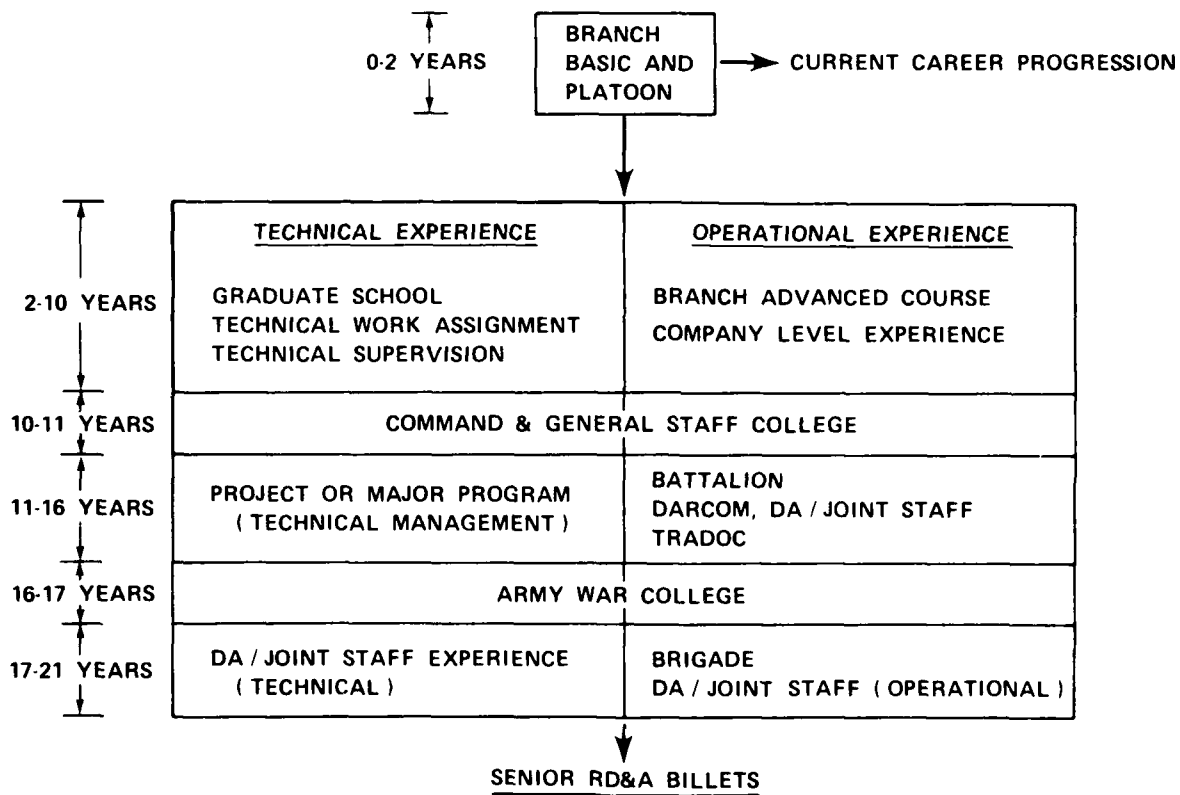 0-2 YEARS
BRANCH
BASIC AND
PLATOON
CURRENT CAREER PROGRESSION
2-10 YEARS
TECHNICAL EXPERIENCE
GRADUATE SCHOOL
TECHNICAL WORK ASSIGNMENT
TECHNICAL SUPERVISION
OPERATIONAL EXPERIENCE
BRANCH ADVANCED COURSE
COMPANY LEVEL EXPERIENCE
10-11 YEARS
COMMAND & GENERAL STAFF COLLEGE
11-16 YEARS
PROJECT OR MAJOR PROGRAM
( TECHNICAL MANAGEMENT )
BATTALION
DARCOM, DA / JOINT STAFF
TRADOC
16-17 YEARS
ARMY WAR COLLEGE
17-21 YEARS
DA / JOINT STAFF EXPERIENCE
( TECHNICAL )
BRIGADE
DA / JOINT STAFF ( OPERATIONAL )
SENIOR RD&A BILLETS